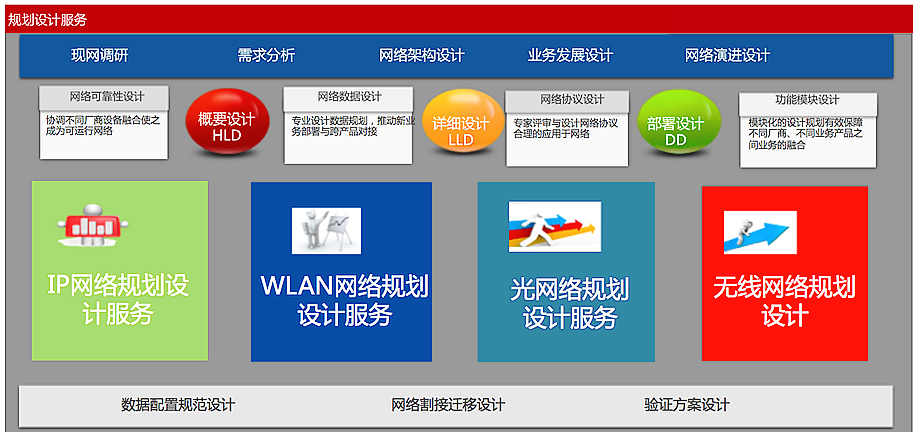 规划设计服务
现网调研 需求分析 网络架构设计 业务发展设计 网络演进设计
网络可靠性设计
协调不同厂商设备融合使之
成为可运行网络
概要设计
HLD
网络数据设计
专业设计数据规划，推动新业
务部署与跨产品对接
详细设计
LLD
网络协议设计
专家评审与设计网络协议
合理的应用于网络
部署设计
DD
功能模块设计
模块化的设计规划有效保障
不同厂商、不同业务产品之
间业务的融合
IP网络规划设
计服务
WLAN网络规划
设计服务
光网络规划
设计服务
无线网络规划
设计
数据配置规范设计 网络割接迁移设计 验证方案设计